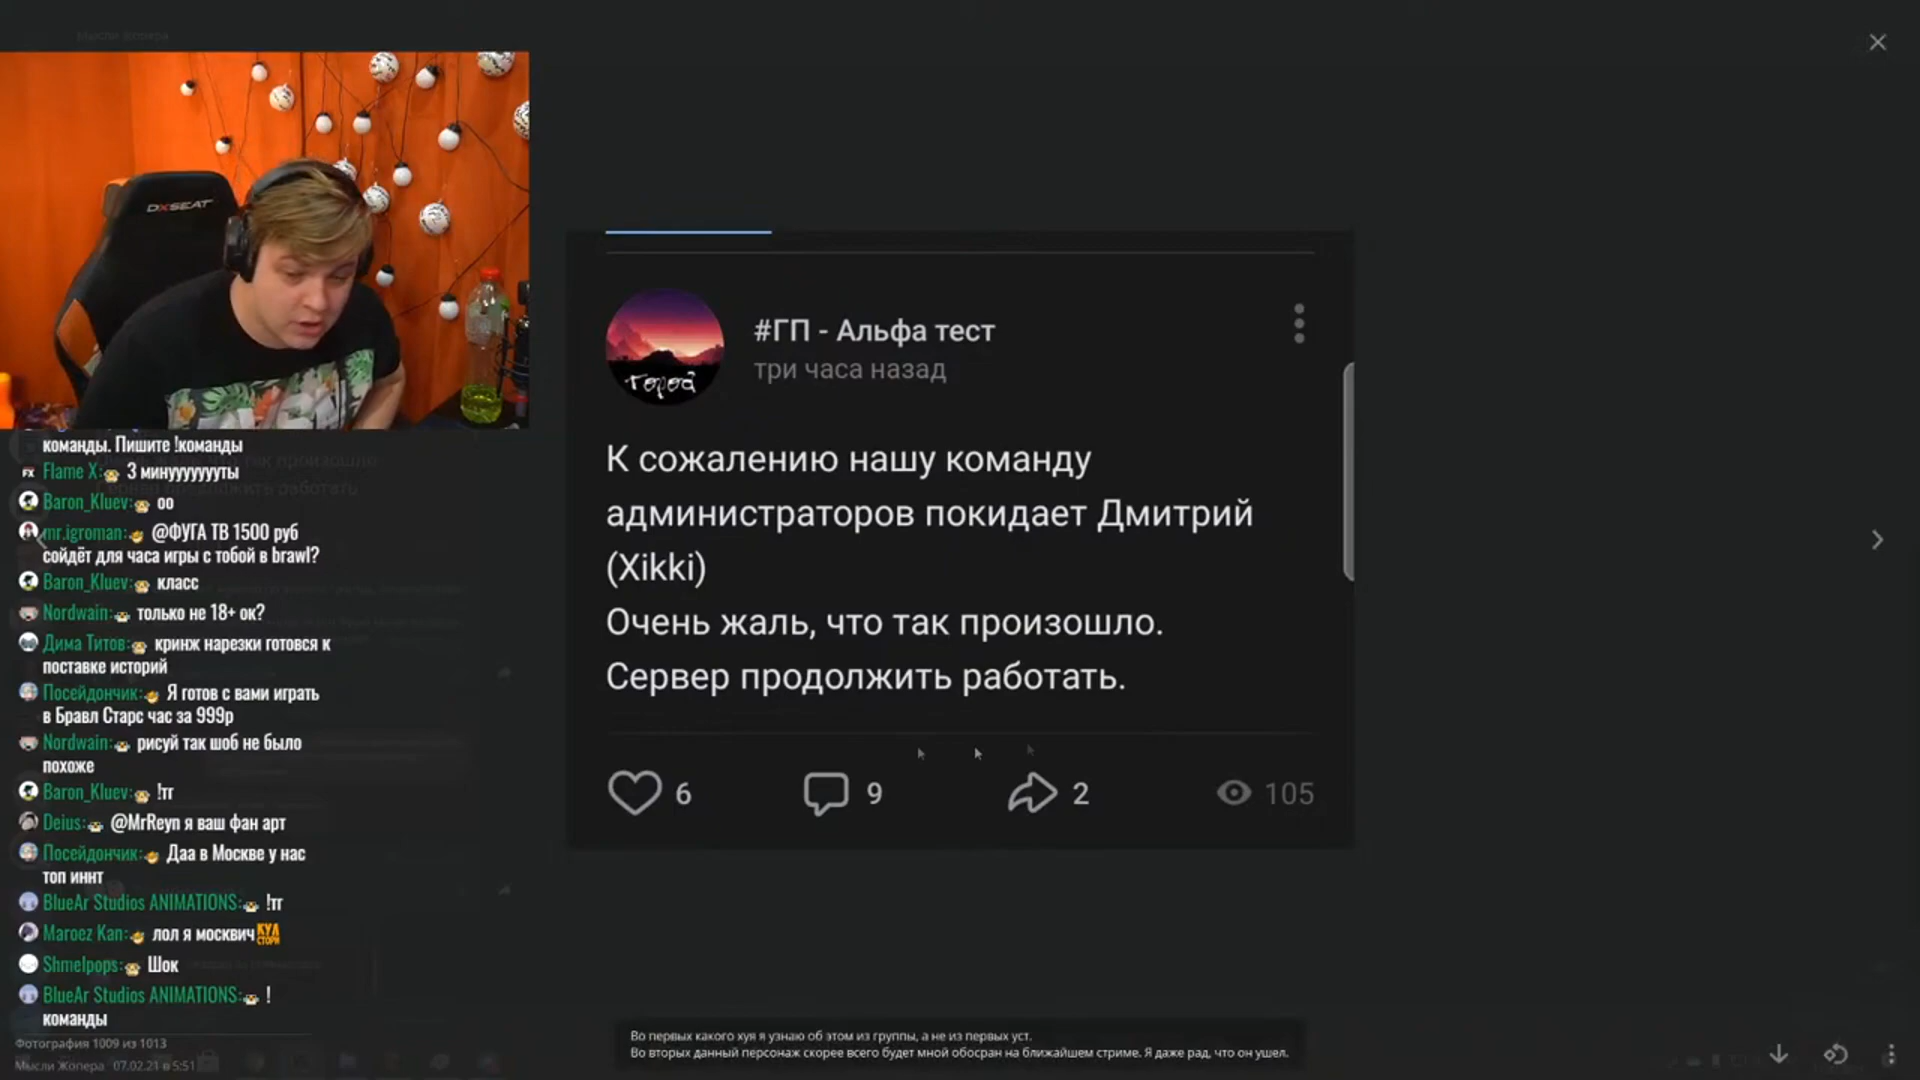 DXSEAT
команды. Пишите !команды
Flame X: 3 минууууууты
Baron_Kluev: оо
mr.igroman: @ФУГА ТВ 1500 руб
сойдёт для часа игры с тобой в brawl?
Baron_Kluev: класс
Nordwain: только не 18+ ок?
Дима Титов: кринж нарезки готовся к
поставке историй
Посейдончик: Я готов с вами играть
в Бравл Старс час за 999р
Nordwain: рисуй так шоб не было
похоже
Baron_Kluev: !тг
Deius: @MrReyn я ваш фан арт
Посейдончик: Даа в Москве у нас
топ иннт
BlueAr Studios ANIMATIONS: !тг
Maroez Kan: лол я москвич КУЛ
СТОРИ
Shmelpops: Шок
BlueAr Studios ANIMATIONS: !
команды
Фотография 1009 из 1013
Мысли Жопера 07.02.21 в 5:51
#ГП - Альфа тест
три часа назад
город
К сожалению нашу команду
администраторов покидает Дмитрий
(Xikki)
Очень жаль, что так произошло.
Сервер продолжить работать.
6 9 2 105
Во первых какого хуя я узнаю об этом из группы, а не из первых уст.
Во вторых данный персонаж скорее всего будет мной обосран на ближайшем стриме. Я даже рад, что он ушел.